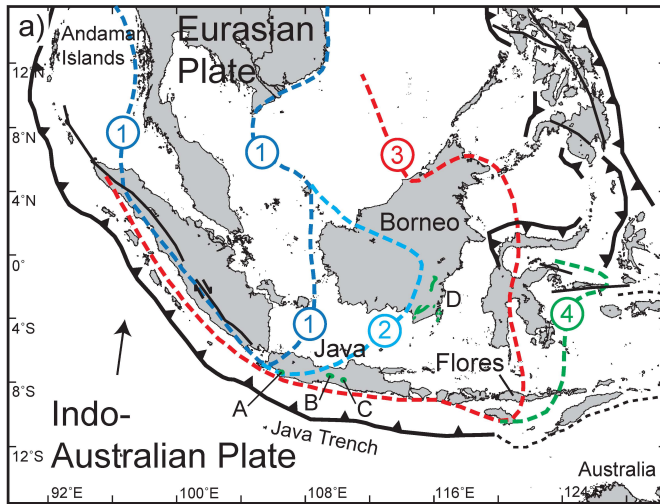 a)
Andaman
Islands
Eurasian
Plate
12°N
8°N
4°N
0°
4°S
8°S
12°S
1
1
3
Borneo
D
1
2
4
Java
Flores
A
B
C
Indo-
Australian Plate
Java Trench
Australia
92°E
100°E
108°E
116°E
124°E